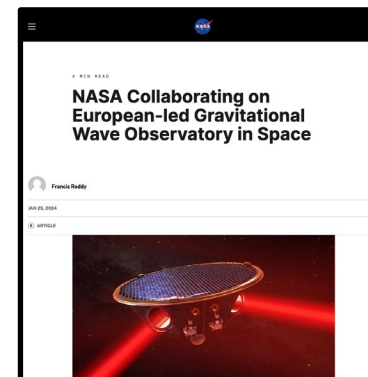 NASA
4 MIN READ
NASA Collaborating on
European-led Gravitational
Wave Observatory in Space
Francis Reddy
JAN 25, 2024
ARTICLE